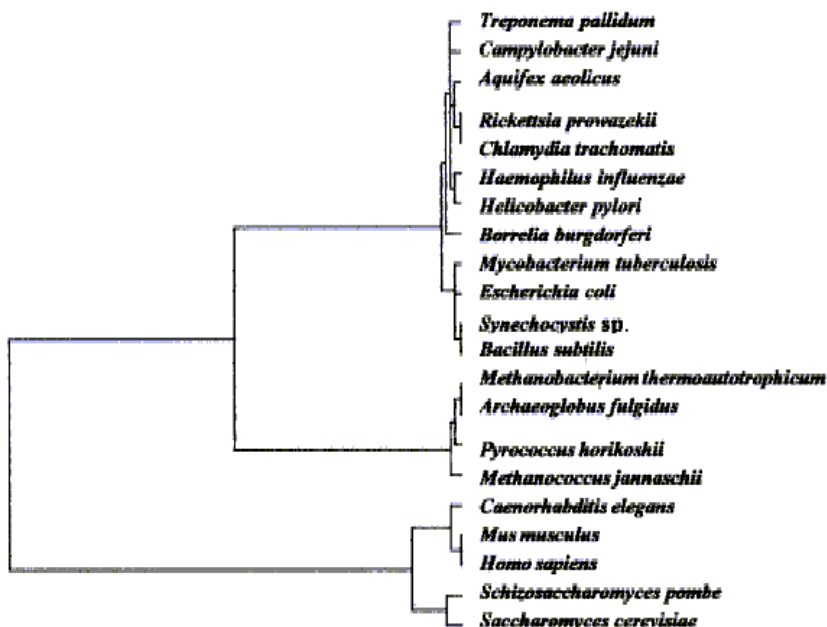 Treponema pallidum
Campylobacter jejuni
Aquifex aeolicus
Rickettsia prowazekii
Chlamydia trachomatis
Haemophilus influenzae
Helicobacter pylori
Borrelia burgdorferi
Mycobacterium tuberculosis
Escherichia coli
Synechocystis sp.
Bacillus subtilis
Methanobacterium thermoautotrophicum
Archaeoglobus fulgidus
Pyrococcus horikoshii
Methanococcus jannaschii
Caenorhabditis elegans
Mus musculus
Homo sapiens
Schizosaccharomyces pombe
Saccharomyces cerevisiae